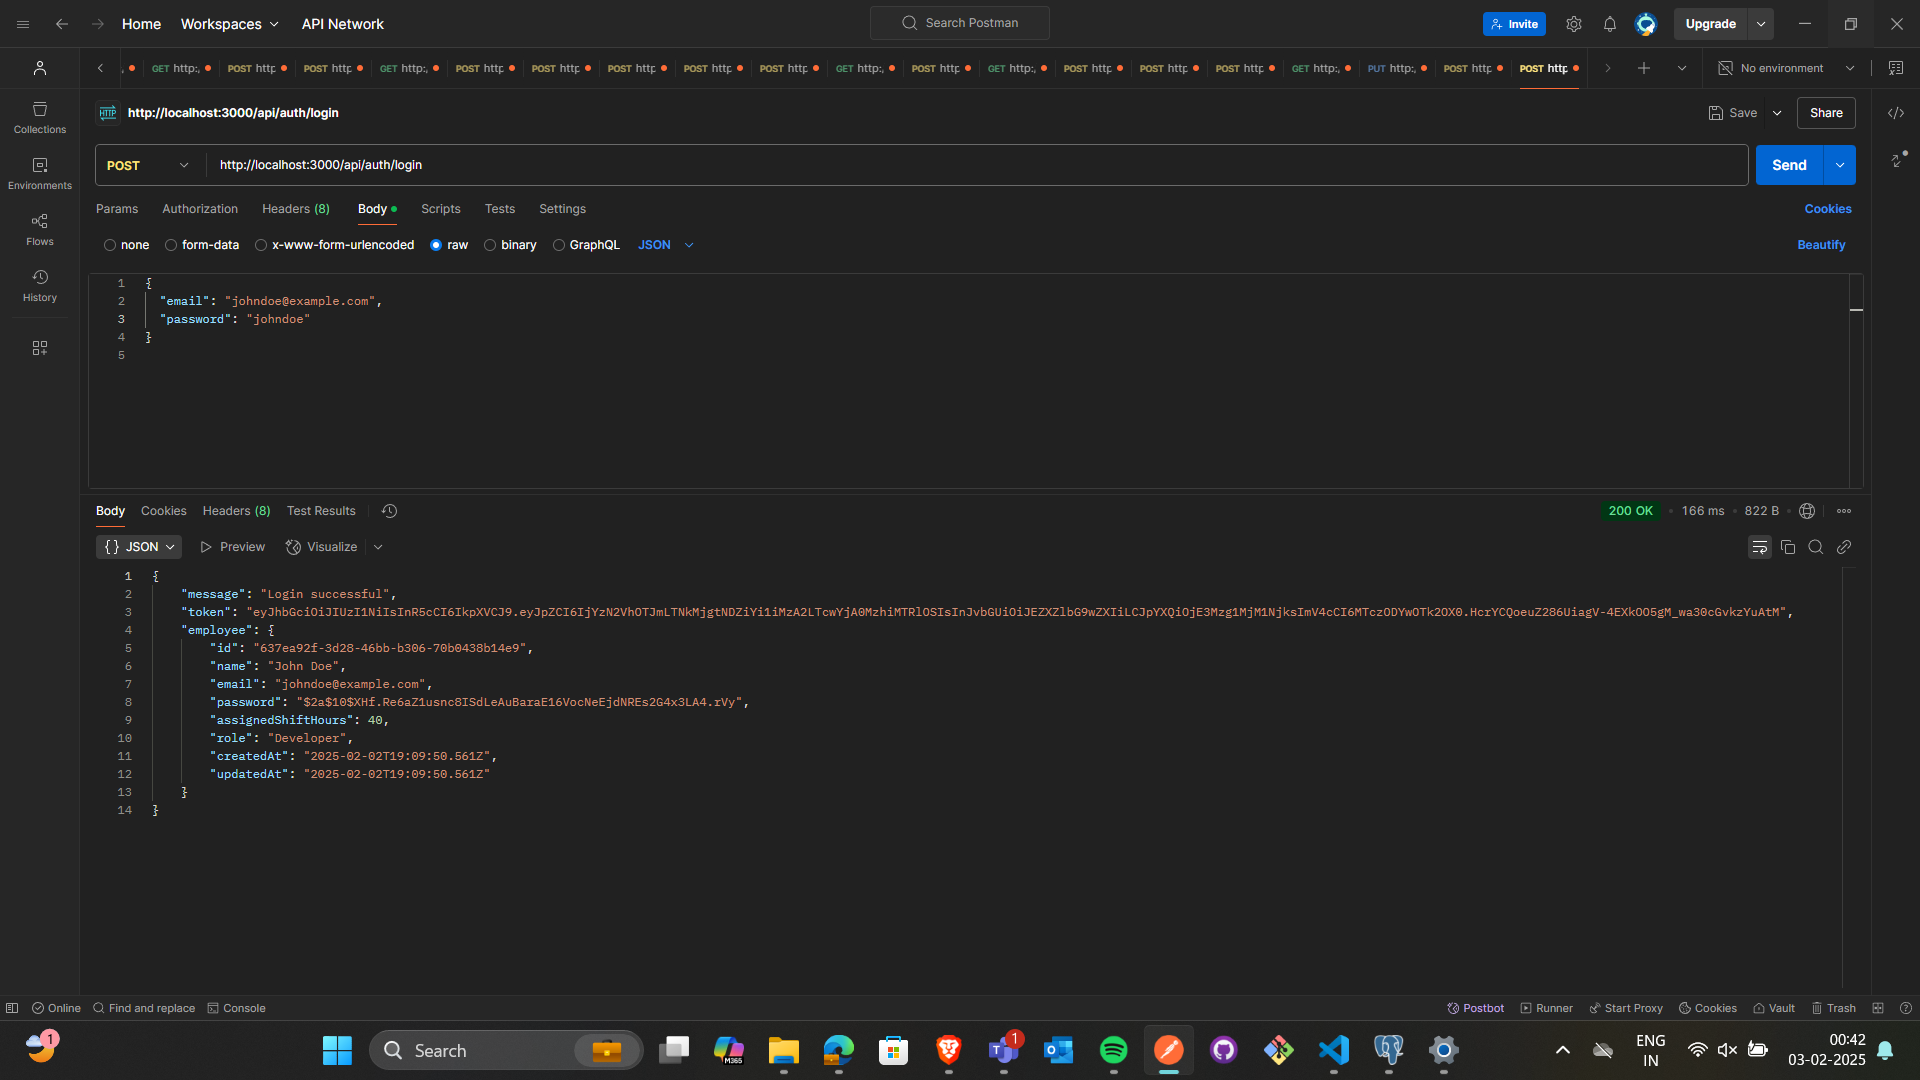 Home Workspaces API Network Search Postman Invite Upgrade
GET http:, POST http POST http GET http:, POST http POST http POST http POST http POST http GET http:, POST http GET http:, POST http POST http POST http GET http:, PUT http:, POST http POST http No environment
HTTP http://localhost:3000/api/auth/login Save Share
POST http://localhost:3000/api/auth/login Send
Params Authorization Headers (8) Body Scripts Tests Settings Cookies
none form-data x-www-form-urlencoded raw binary GraphQL JSON Beautify
Collections
Environments
Flows
History
1 {
2 "email": "johndoe@example.com",
3 "password": "johndoe"
4 }
5
Body Cookies Headers (8) Test Results 200 OK 166 ms 822 B
{} JSON Preview Visualize
1 {
2 "message": "Login successful",
3 "token": "eyJhbGciOiJIUzI1NiIsInR5cCI6IkpXVCJ9.eyJpZCI6IjYzN2VhOTJmLTNkMjgtNDZiYi1iMzA2LTcwYjA0MzhiMTRlOSIsInJvbGUiOiJEZXZlbG9wZXIiLCJpYXQiOjE3Mzg1MjM1NjksImV4cCI6MTczODYwOTk2OX0.HcrYCQoeuZ286UiagV-4EXkOO5gM_wa30cGvkzYuAtM",
4 "employee": {
5 "id": "637ea92f-3d28-46bb-b306-70b0438b14e9",
6 "name": "John Doe",
7 "email": "johndoe@example.com",
8 "password": "$2a$10$XHf.Re6aZ1usnc8ISdLeAuBaraE16VocNeEjdNREs2G4x3LA4.rVy",
9 "assignedShiftHours": 40,
10 "role": "Developer",
11 "createdAt": "2025-02-02T19:09:50.561Z",
12 "updatedAt": "2025-02-02T19:09:50.561Z"
13 }
14 }
Online Find and replace Console Postbot Runner Start Proxy Cookies Vault Trash
1 Search M365 1 ENG
IN 00:42
03-02-2025